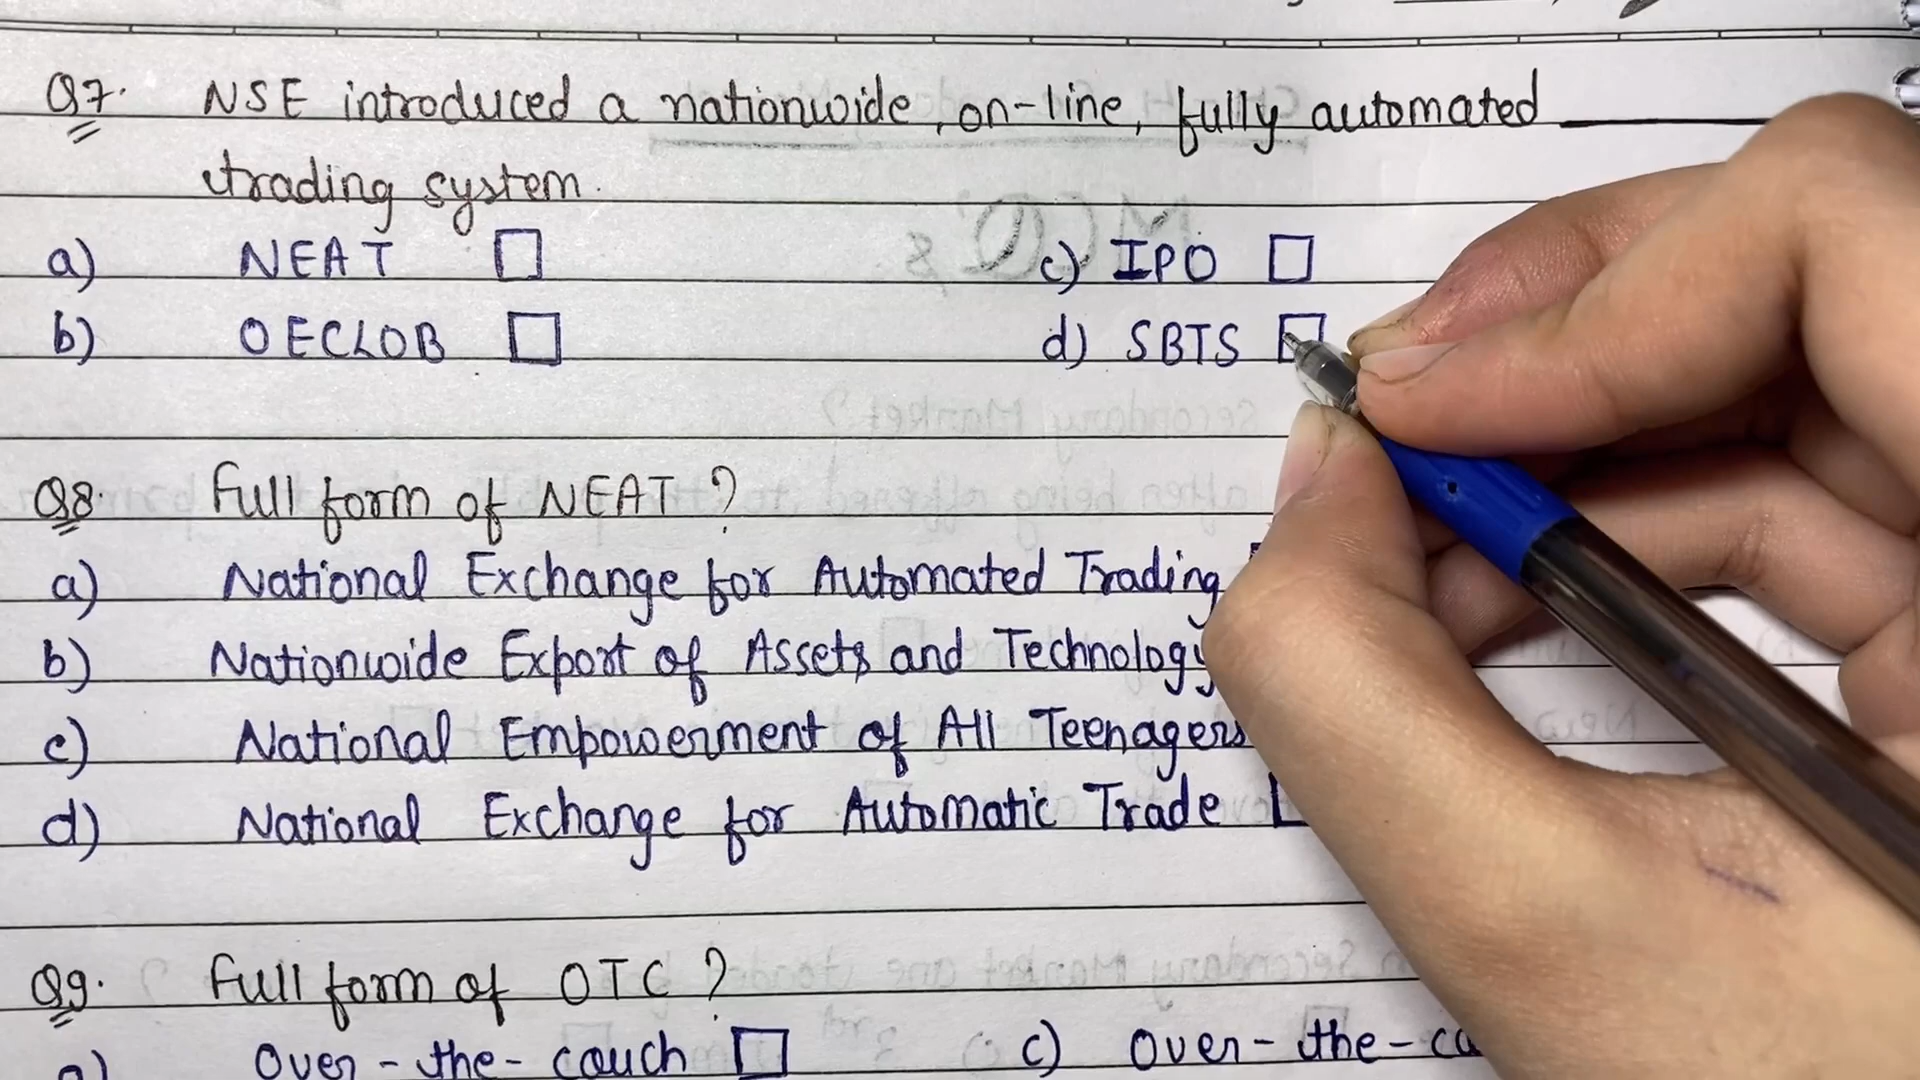 Q7. NSE introduced a nationwide, on-line, fully automated ______
trading system.
a) NEAT c) IPO
b) OECLOB d) SBTS
Q8. Full form of NEAT ?
a) National Exchange for Automated Trading
b) Nationwide Export of Assets and Technology
c) National Empowerment of All Teenagers
d) National Exchange for Automatic Trade
Q9. Full form of OTC ?
a) Over-the-couch c) Over-the-